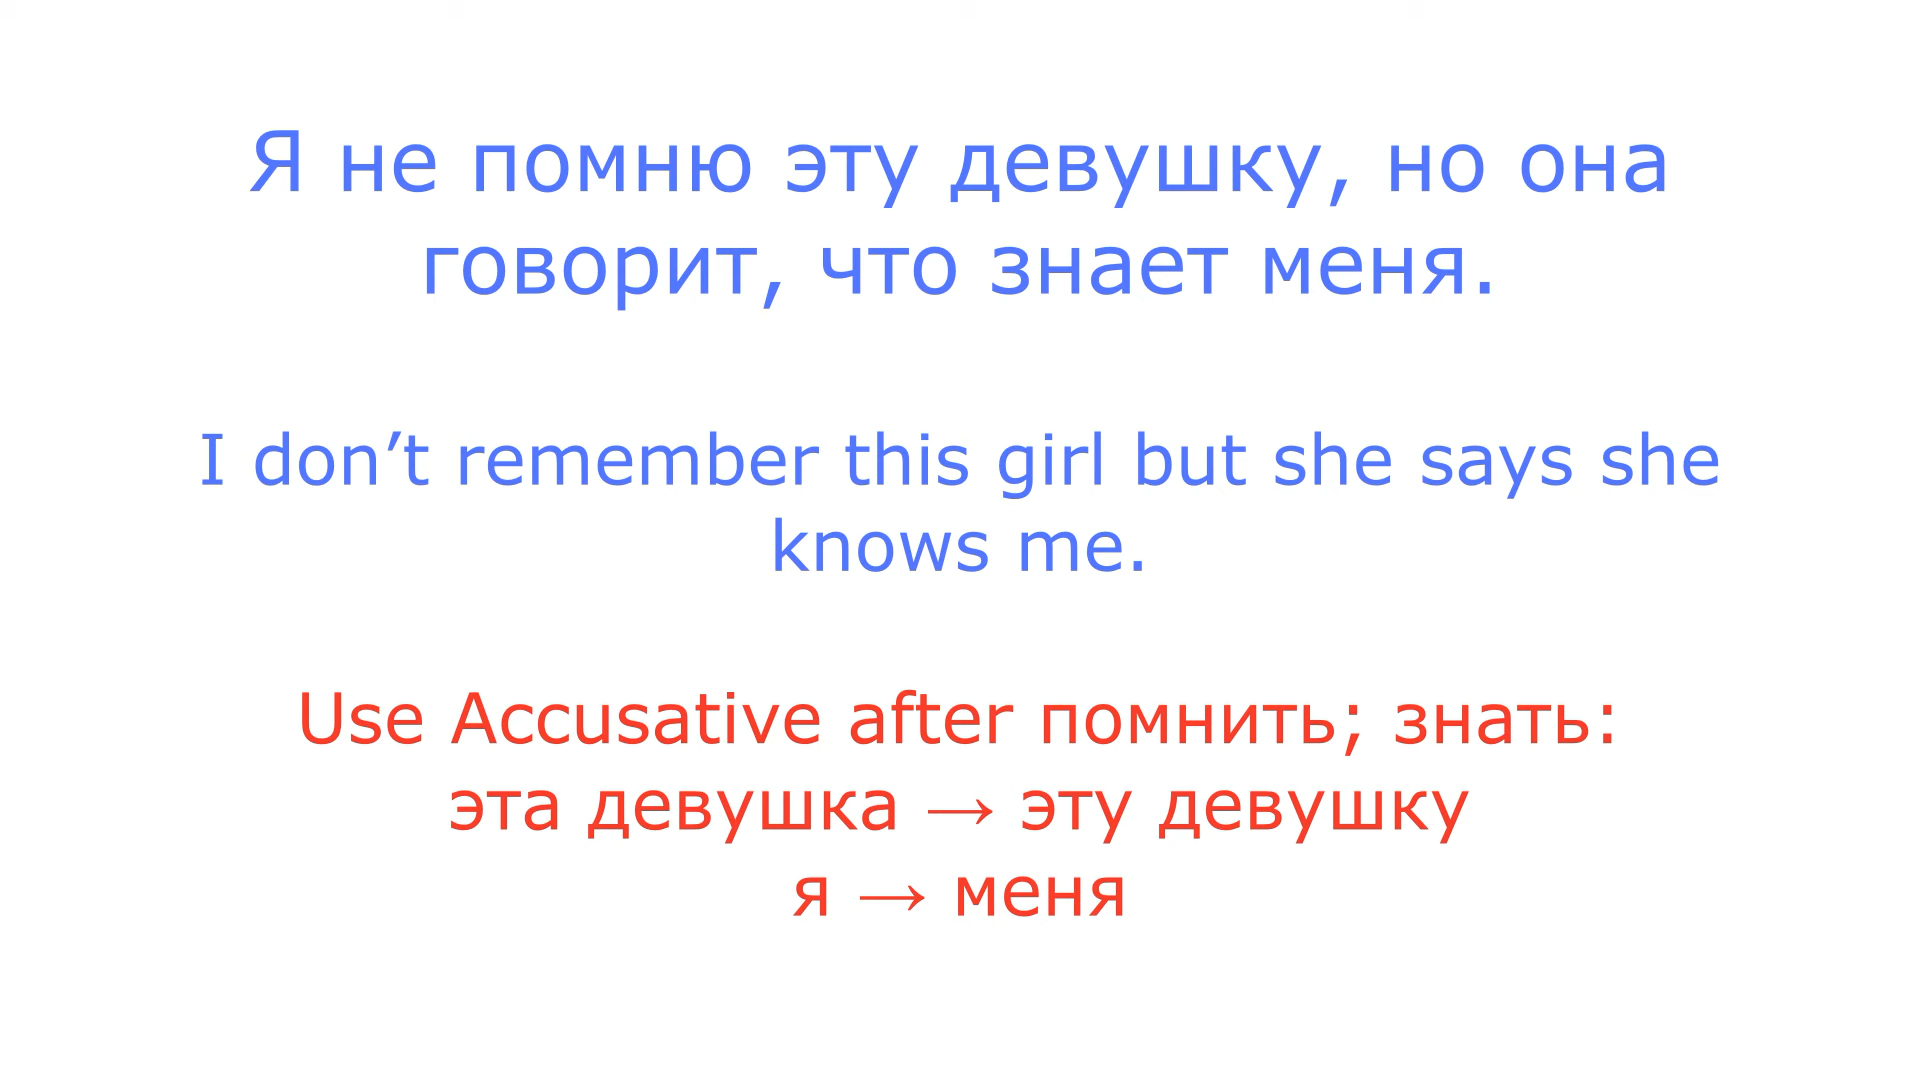 Я не помню эту девушку, но она
говорит, что знает меня.
I don’t remember this girl but she says she
knows me.
Use Accusative after помнить; знать:
эта девушка → эту девушку
я → меня